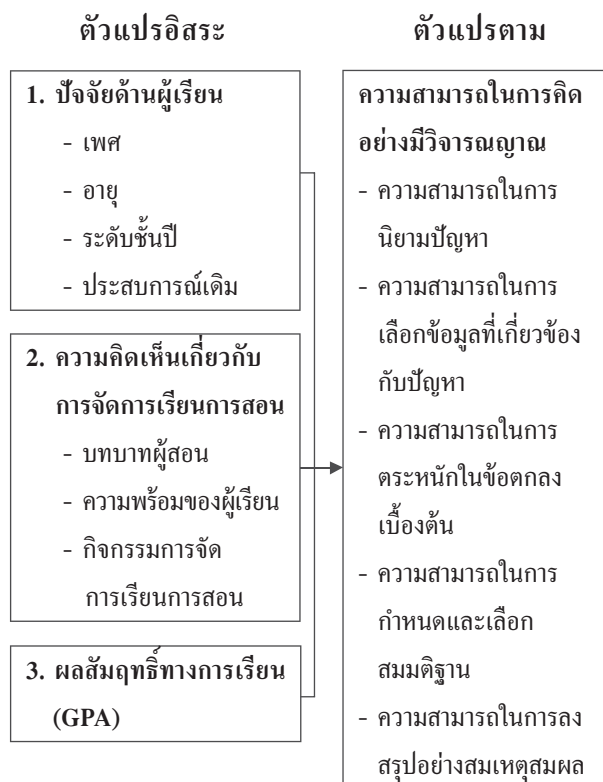 ตัวแปรอิสระ
1. ปัจจัยด้านผู้เรียน
- เพศ
- อายุ
- ระดับชั้นปี
- ประสบการณ์เดิม
2. ความคิดเห็นเกี่ยวกับ
การจัดการเรียนการสอน
- บทบาทผู้สอน
- ความพร้อมของผู้เรียน
- กิจกรรมการจัด
การเรียนการสอน
3. ผลสัมฤทธิ์ทางการเรียน
(GPA)
ตัวแปรตาม
ความสามารถในการคิด
อย่างมีวิจารณญาณ
- ความสามารถในการ
นิยามปัญหา
- ความสามารถในการ
เลือกข้อมูลที่เกี่ยวข้อง
กับปัญหา
- ความสามารถในการ
ตระหนักในข้อตกลง
เบื้องต้น
- ความสามารถในการ
กำหนดและเลือก
สมมติฐาน
- ความสามารถในการลง
สรุปอย่างสมเหตุสมผล